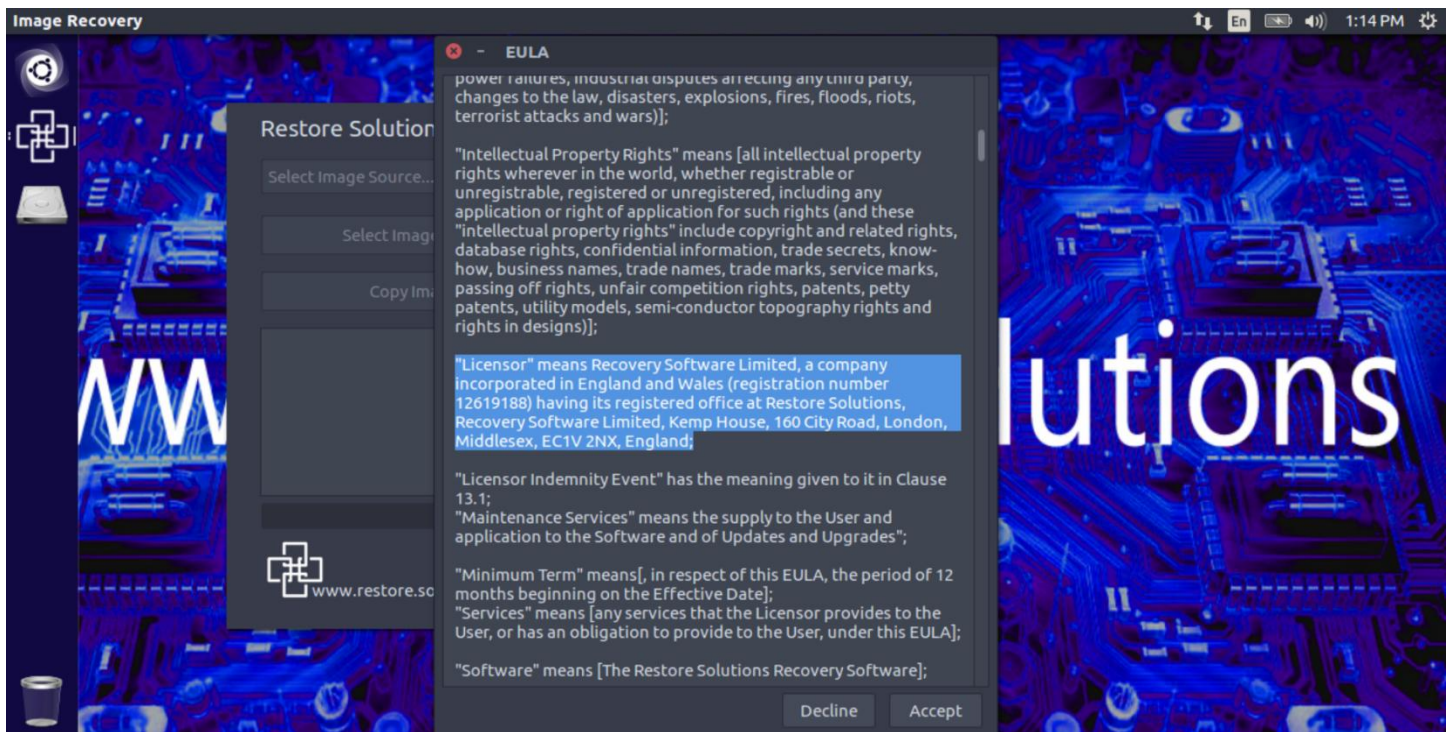 Image Recovery
En
1:14 PM
EULA
power failures, industrial disputes affecting any third party,
changes to the law, disasters, explosions, fires, floods, riots,
terrorist attacks and wars)];
"Intellectual Property Rights" means [all intellectual property
rights wherever in the world, whether registrable or
unregistrable, registered or unregistered, including any
application or right of application for such rights (and these
"intellectual property rights" include copyright and related rights,
database rights, confidential information, trade secrets, know-
how, business names, trade names, trade marks, service marks,
passing off rights, unfair competition rights, patents, petty
patents, utility models, semi-conductor topography rights and
rights in designs)];
"Licensor" means Recovery Software Limited, a company
incorporated in England and Wales (registration number
12619188) having its registered office at Restore Solutions,
Recovery Software Limited, Kemp House, 160 City Road, London,
Middlesex, EC1V 2NX, England;
"Licensor Indemnity Event" has the meaning given to it in Clause
13.1;
"Maintenance Services" means the supply to the User and
application to the Software and of Updates and Upgrades";
"Minimum Term" means[, in respect of this EULA, the period of 12
months beginning on the Effective Date];
"Services" means [any services that the Licensor provides to the
User, or has an obligation to provide to the User, under this EULA];
"Software" means [The Restore Solutions Recovery Software];
Decline
Accept
Restore Solution
Select Image Source...
Select Imag
Copy Im
www.restore.so
ww
lutions